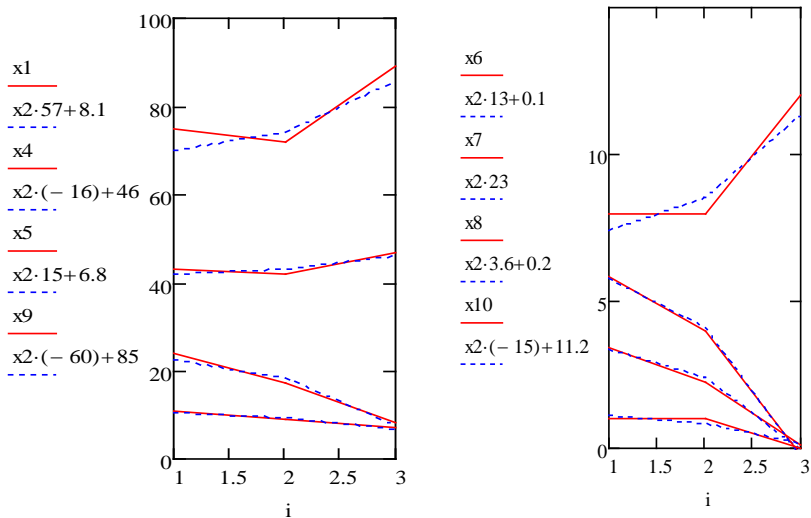 x1
x2·57+8.1
x4
x2·(− 16)+46
x5
x2·15+6.8
x9
x2·(− 60)+85
100
80
60
40
20
0
1 1.5 2 2.5 3
i
x6
x2·13+0.1
x7
x2·23
x8
x2·3.6+0.2
x10
x2·(− 15)+11.2
10
5
0
1 1.5 2 2.5 3
i